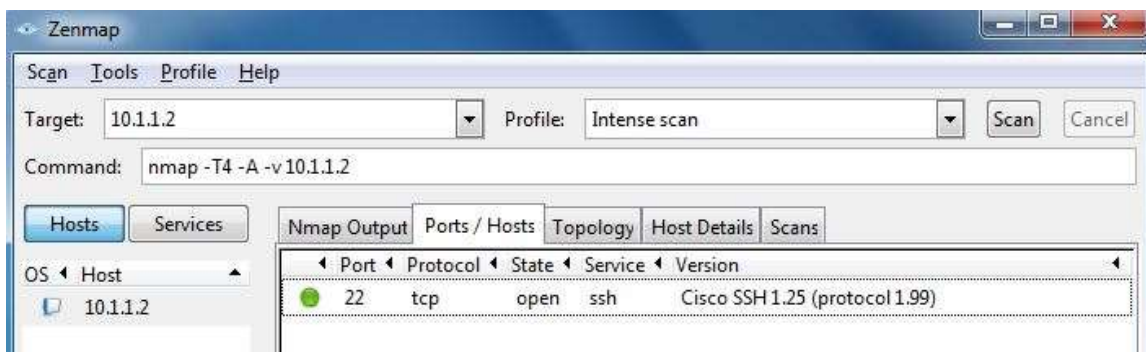 Zenmap
Scan Tools Profile Help
Target: 10.1.1.2 Profile: Intense scan Scan Cancel
Command: nmap -T4 -A -v 10.1.1.2
Hosts Services Nmap Output Ports / Hosts Topology Host Details Scans
OS Host Port Protocol State Service Version
10.1.1.2 22 tcp open ssh Cisco SSH 1.25 (protocol 1.99)